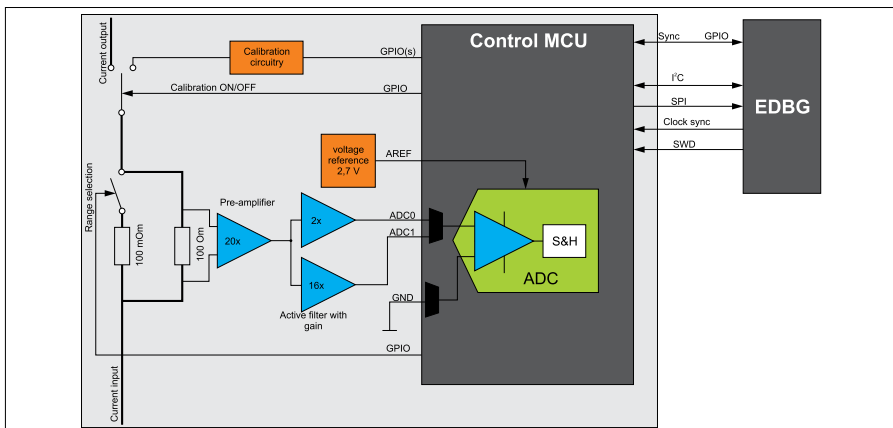 Current output
Calibration
circuitry
GPIO(s)
Control MCU
Sync
GPIO
Calibration ON/OFF
GPIO
I²C
SPI
EDBG
Clock sync
SWD
voltage
reference
2,7 V
AREF
Range selection
Pre-amplifier
100 mOm
100 Om
20x
2x
ADC0
ADC1
S&H
ADC
16x
GND
Active filter with
gain
GPIO
Current input